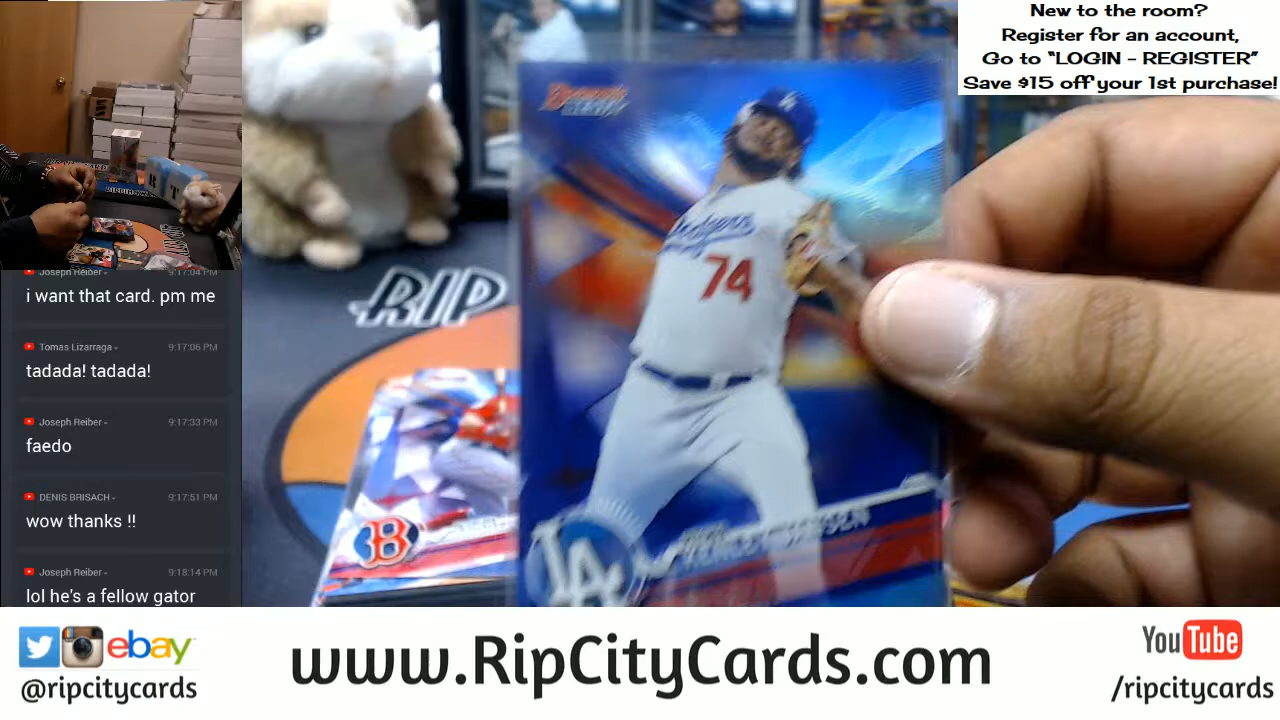 New to the room?
Register for an account,
Go to "LOGIN - REGISTER"
Save $15 off your 1st purchase!
Joseph Reiber 9:17:04 PM
i want that card. pm me
Tomas Lizarraga 9:17:06 PM
tadada! tadada!
Joseph Reiber 9:17:33 PM
faedo
DENIS BRISACH 9:17:51 PM
wow thanks !!
Joseph Reiber 9:18:14 PM
lol he's a fellow gator
RIP
Bowman's
Dodgers
74
LA
LA
B
ebay
@ripcitycards
www.RipCityCards.com
YouTube
/ripcitycards